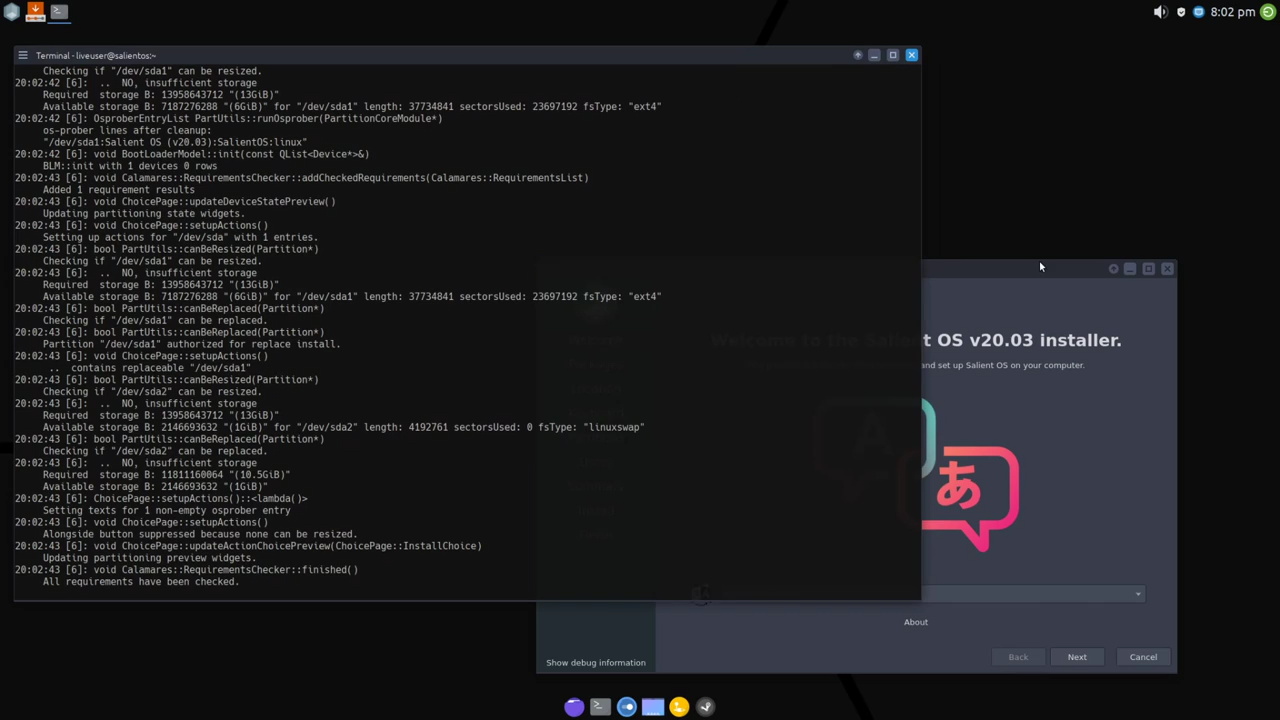 8:02 pm
Terminal - liveuser@salientos:~
Checking if "/dev/sda1" can be resized.
20:02:42 [6]:  ..  NO, insufficient storage
Required  storage B: 13958643712 "(13GiB)"
Available storage B: 7187276288 "(6GiB)" for "/dev/sda1" length: 37734841 sectorsUsed: 23697192 fsType: "ext4"
20:02:42 [6]: OsproberEntryList PartUtils::runOsprober(PartitionCoreModule*)
os-prober lines after cleanup:
"/dev/sda1:Salient OS (v20.03):SalientOS:linux"
20:02:42 [6]: void BootLoaderModel::init(const QList<Device*>&)
BLM::init with 1 devices 0 rows
20:02:43 [6]: void Calamares::RequirementsChecker::addCheckedRequirements(Calamares::RequirementsList)
Added 1 requirement results
20:02:43 [6]: void ChoicePage::updateDeviceStatePreview()
Updating partitioning state widgets.
20:02:43 [6]: void ChoicePage::setupActions()
Setting up actions for "/dev/sda" with 1 entries.
20:02:43 [6]: bool PartUtils::canBeResized(Partition*)
Checking if "/dev/sda1" can be resized.
20:02:43 [6]:  ..  NO, insufficient storage
Required  storage B: 13958643712 "(13GiB)"
Available storage B: 7187276288 "(6GiB)" for "/dev/sda1" length: 37734841 sectorsUsed: 23697192 fsType: "ext4"
20:02:43 [6]: bool PartUtils::canBeReplaced(Partition*)
Checking if "/dev/sda1" can be replaced.
20:02:43 [6]: bool PartUtils::canBeReplaced(Partition*)
Partition "/dev/sda1" authorized for replace install.
20:02:43 [6]: void ChoicePage::setupActions()
..  contains replaceable "/dev/sda1"
20:02:43 [6]: bool PartUtils::canBeResized(Partition*)
Checking if "/dev/sda2" can be resized.
20:02:43 [6]:  ..  NO, insufficient storage
Required  storage B: 13958643712 "(13GiB)"
Available storage B: 2146693632 "(1GiB)" for "/dev/sda2" length: 4192761 sectorsUsed: 0 fsType: "linuxswap"
20:02:43 [6]: bool PartUtils::canBeReplaced(Partition*)
Checking if "/dev/sda2" can be replaced.
20:02:43 [6]:  ..  NO, insufficient storage
Required  storage B: 11811160064 "(10.5GiB)"
Available storage B: 2146693632 "(1GiB)"
20:02:43 [6]: ChoicePage::setupActions()::<lambda()>
Setting texts for 1 non-empty osprober entry
20:02:43 [6]: void ChoicePage::setupActions()
Alongside button suppressed because none can be resized.
20:02:43 [6]: void ChoicePage::updateActionChoicePreview(ChoicePage::InstallChoice)
Updating partitioning preview widgets.
20:02:43 [6]: void Calamares::RequirementsChecker::finished()
All requirements have been checked.
Welcome to the Salient OS v20.03 installer.
and set up Salient OS on your computer.
A
あ
About
Show debug information
Back
Next
Cancel